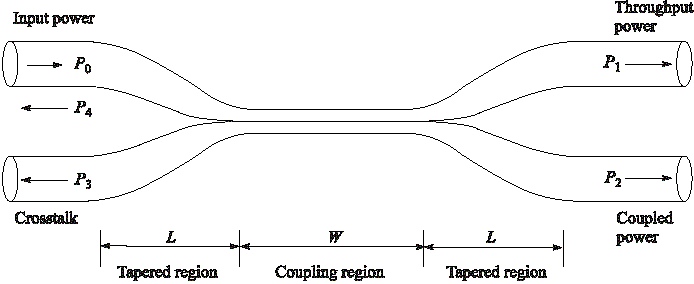 Input power
Throughput
power
P0
P1
P4
P3
P2
Crosstalk
Coupled
power
L
W
L
Tapered region
Coupling region
Tapered region